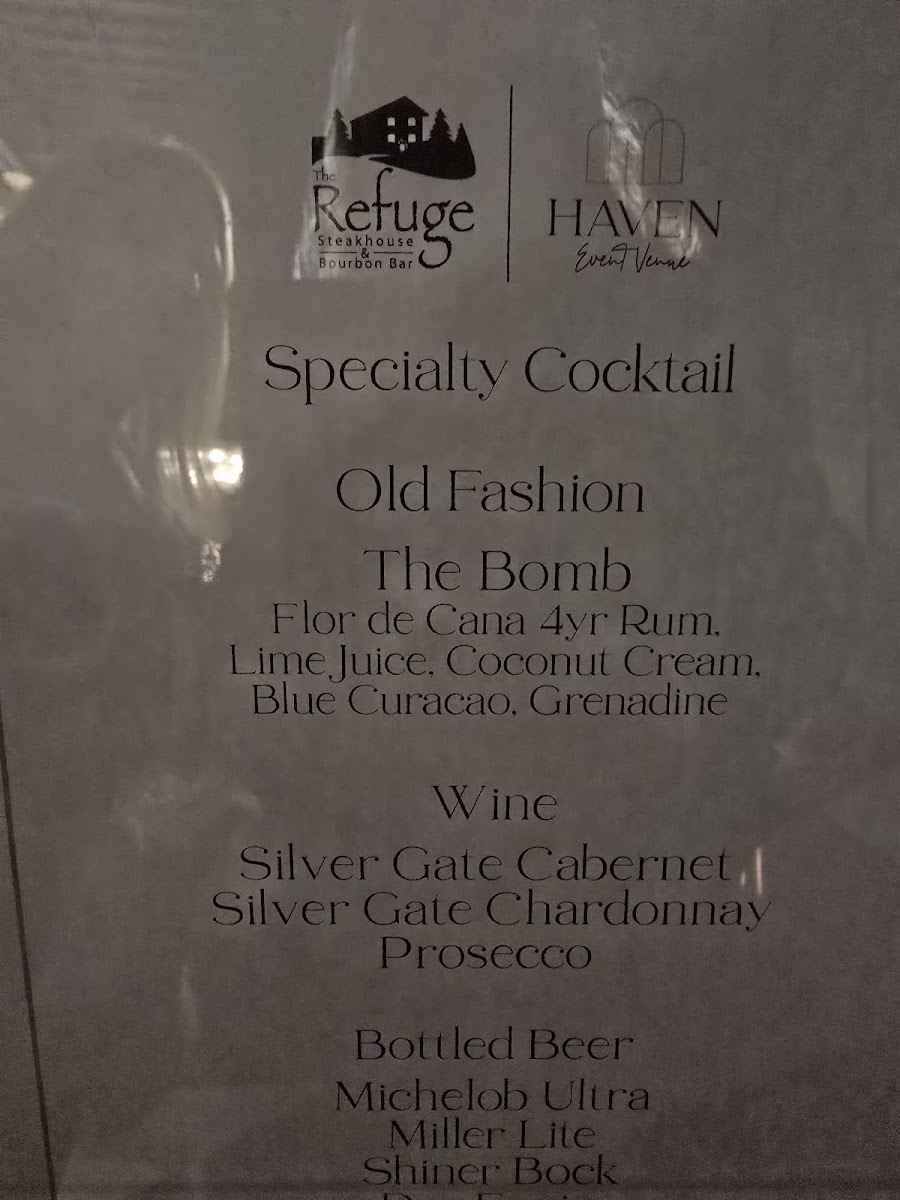 The
Refuge
Steakhouse
&
Bourbon Bar
HAVEN
Event Venue
Specialty Cocktail
Old Fashion
The Bomb
Flor de Cana 4yr Rum,
Lime Juice, Coconut Cream,
Blue Curacao, Grenadine
Wine
Silver Gate Cabernet
Silver Gate Chardonnay
Prosecco
Bottled Beer
Michelob Ultra
Miller Lite
Shiner Bock